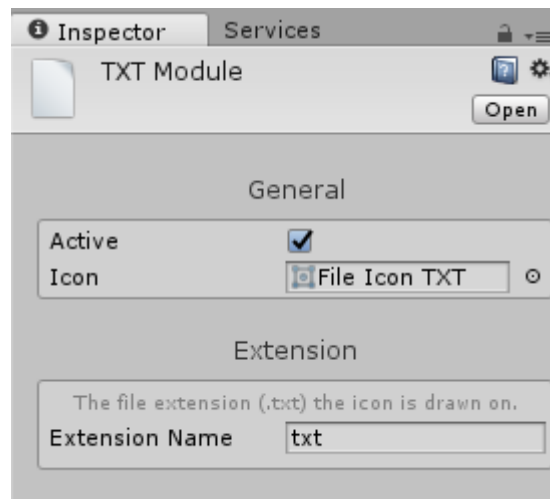 Inspector Services
TXT Module
Open
General
Active
Icon File Icon TXT
Extension
The file extension (.txt) the icon is drawn on.
Extension Name txt